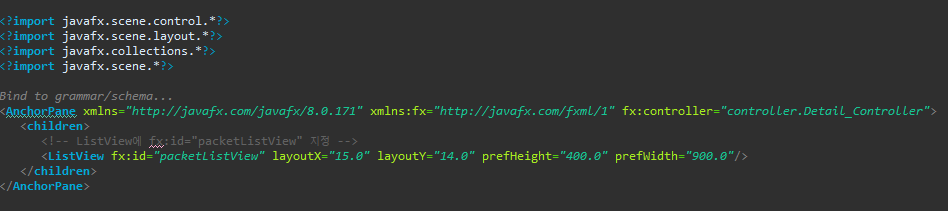 <?import javafx.scene.control.*?>
<?import javafx.scene.layout.*?>
<?import javafx.collections.*?>
<?import javafx.scene.*?>
Bind to grammar/schema...
<AnchorPane xmlns="http://javafx.com/javafx/8.0.171" xmlns:fx="http://javafx.com/fxml/1" fx:controller="controller.Detail_Controller">
<children>
<!-- ListView에 fx:id="packetListView" 지정 -->
<ListView fx:id="packetListView" layoutX="15.0" layoutY="14.0" prefHeight="400.0" prefWidth="900.0"/>
</children>
</AnchorPane>